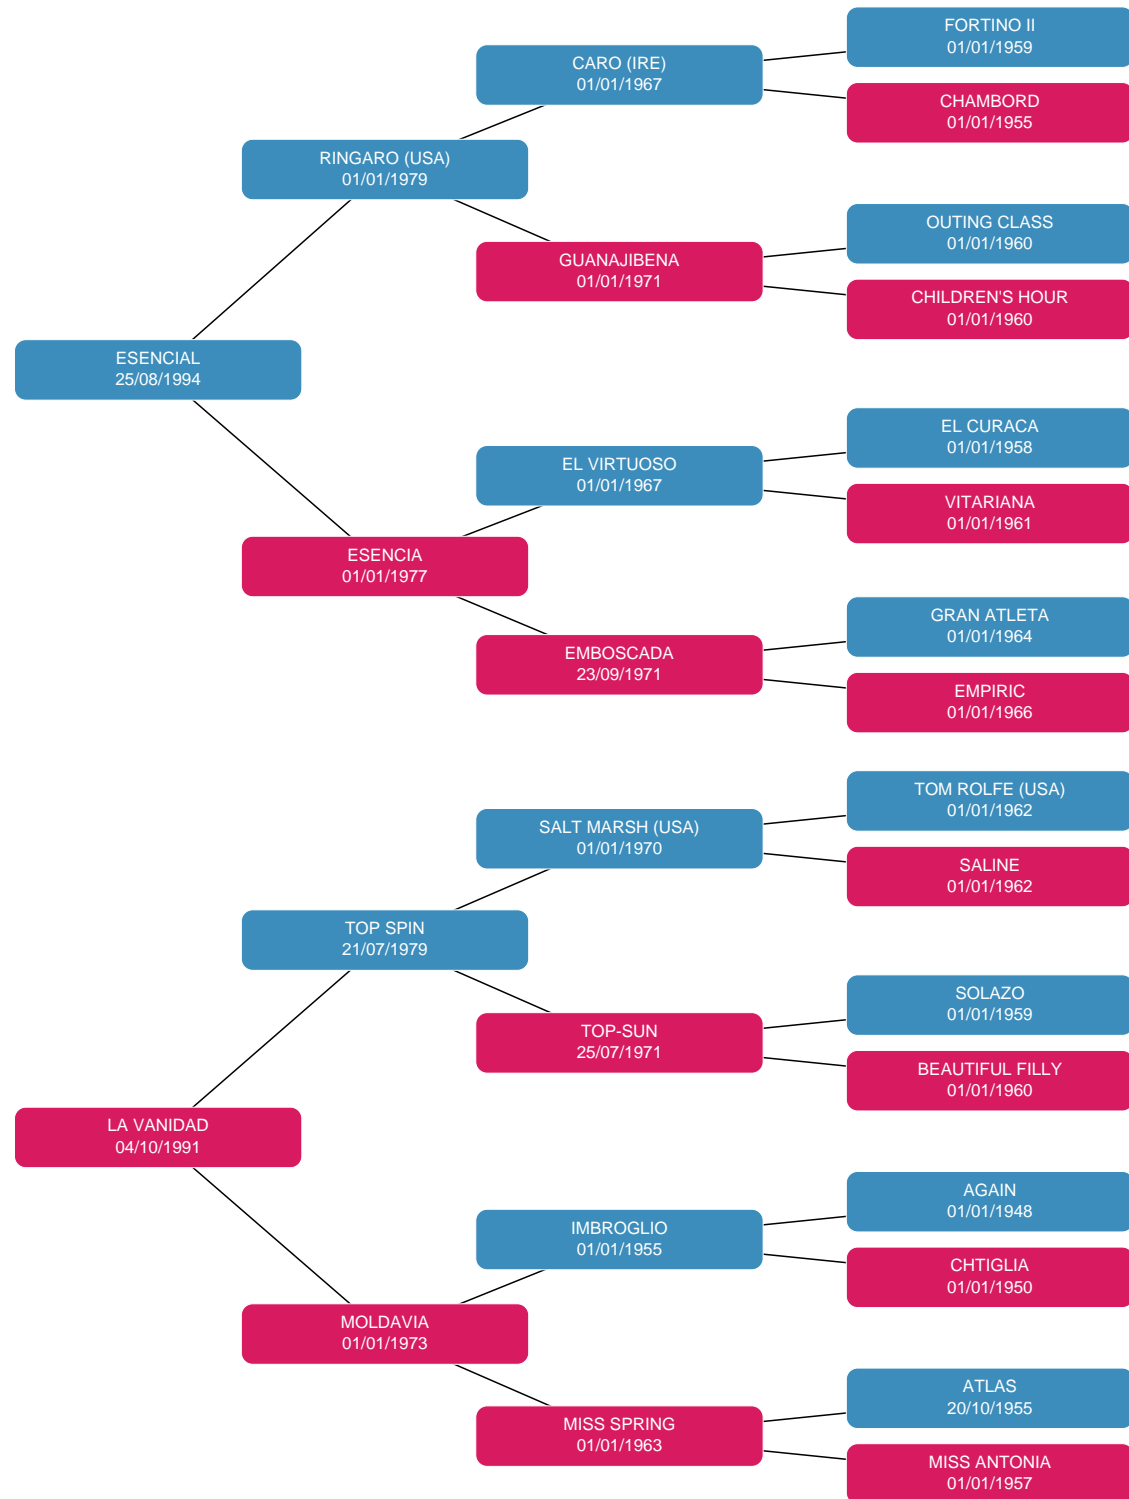 FORTINO II
01/01/1959
CARO (IRE)
01/01/1967
CHAMBORD
01/01/1955
RINGARO (USA)
01/01/1979
OUTING CLASS
01/01/1960
GUANAJIBENA
01/01/1971
CHILDREN'S HOUR
01/01/1960
ESENCIAL
25/08/1994
EL CURACA
01/01/1958
EL VIRTUOSO
01/01/1967
VITARIANA
01/01/1961
ESENCIA
01/01/1977
GRAN ATLETA
01/01/1964
EMBOSCADA
23/09/1971
EMPIRIC
01/01/1966
TOM ROLFE (USA)
01/01/1962
SALT MARSH (USA)
01/01/1970
SALINE
01/01/1962
TOP SPIN
21/07/1979
SOLAZO
01/01/1959
TOP-SUN
25/07/1971
BEAUTIFUL FILLY
01/01/1960
LA VANIDAD
04/10/1991
AGAIN
01/01/1948
IMBROGLIO
01/01/1955
CHTIGLIA
01/01/1950
MOLDAVIA
01/01/1973
ATLAS
20/10/1955
MISS SPRING
01/01/1963
MISS ANTONIA
01/01/1957